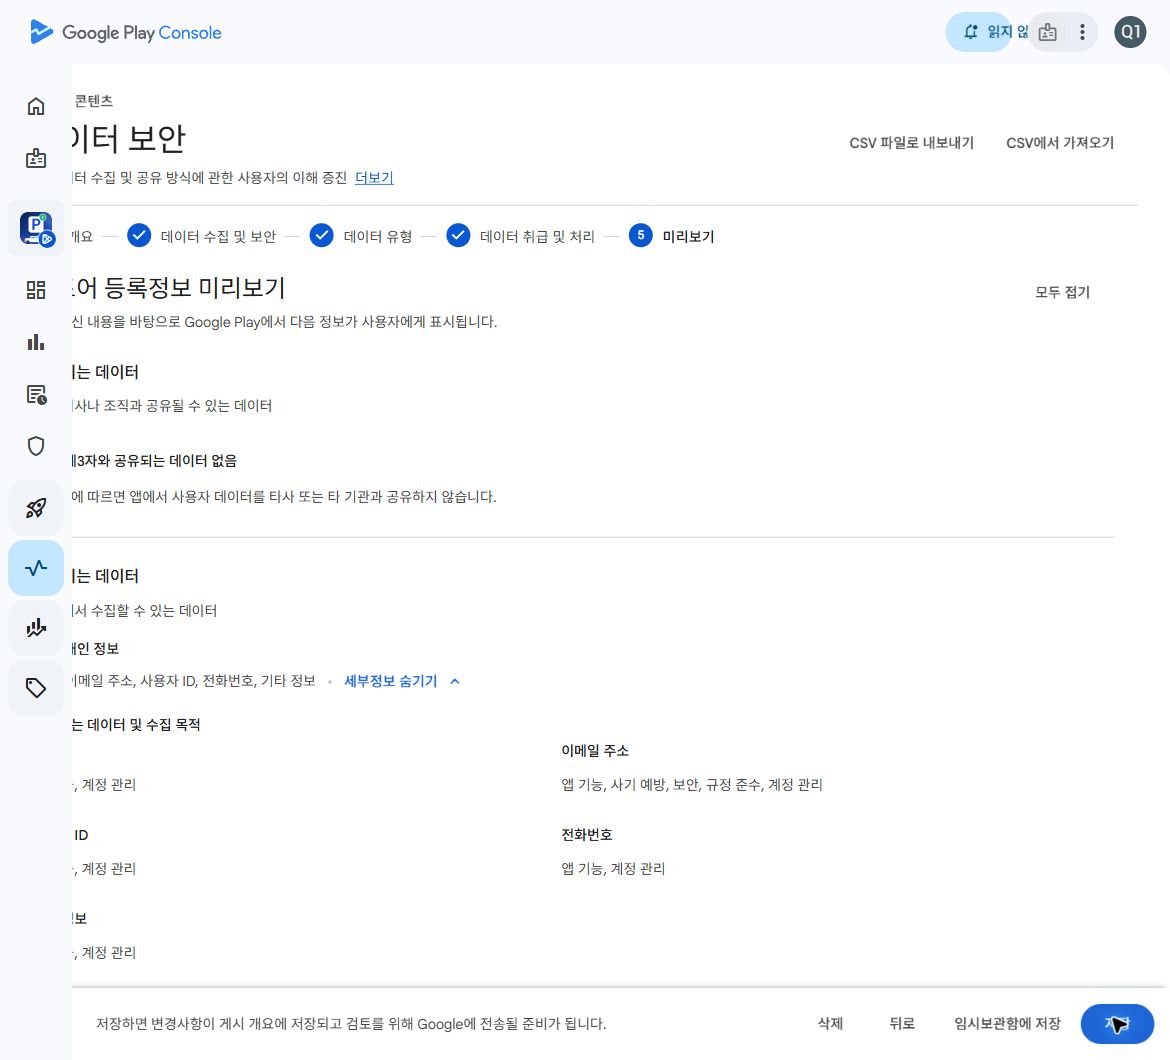 Google Play Console
읽지 않
Q1
콘텐츠
이터 보안
CSV 파일로 내보내기
CSV에서 가져오기
터 수집 및 공유 방식에 관한 사용자의 이해 증진 더보기
개요
데이터 수집 및 보안
데이터 유형
데이터 취급 및 처리
5
미리보기
어 등록정보 미리보기
모두 접기
신 내용을 바탕으로 Google Play에서 다음 정보가 사용자에게 표시됩니다.
는 데이터
사나 조직과 공유될 수 있는 데이터
3자와 공유되는 데이터 없음
에 따르면 앱에서 사용자 데이터를 타사 또는 타 기관과 공유하지 않습니다.
는 데이터
서 수집할 수 있는 데이터
개인 정보
이메일 주소, 사용자 ID, 전화번호, 기타 정보 • 세부정보 숨기기
는 데이터 및 수집 목적
이메일 주소
, 계정 관리
앱 기능, 사기 예방, 보안, 규정 준수, 계정 관리
ID
전화번호
, 계정 관리
앱 기능, 계정 관리
보
, 계정 관리
저장하면 변경사항이 게시 개요에 저장되고 검토를 위해 Google에 전송될 준비가 됩니다.
삭제
뒤로
임시보관함에 저장